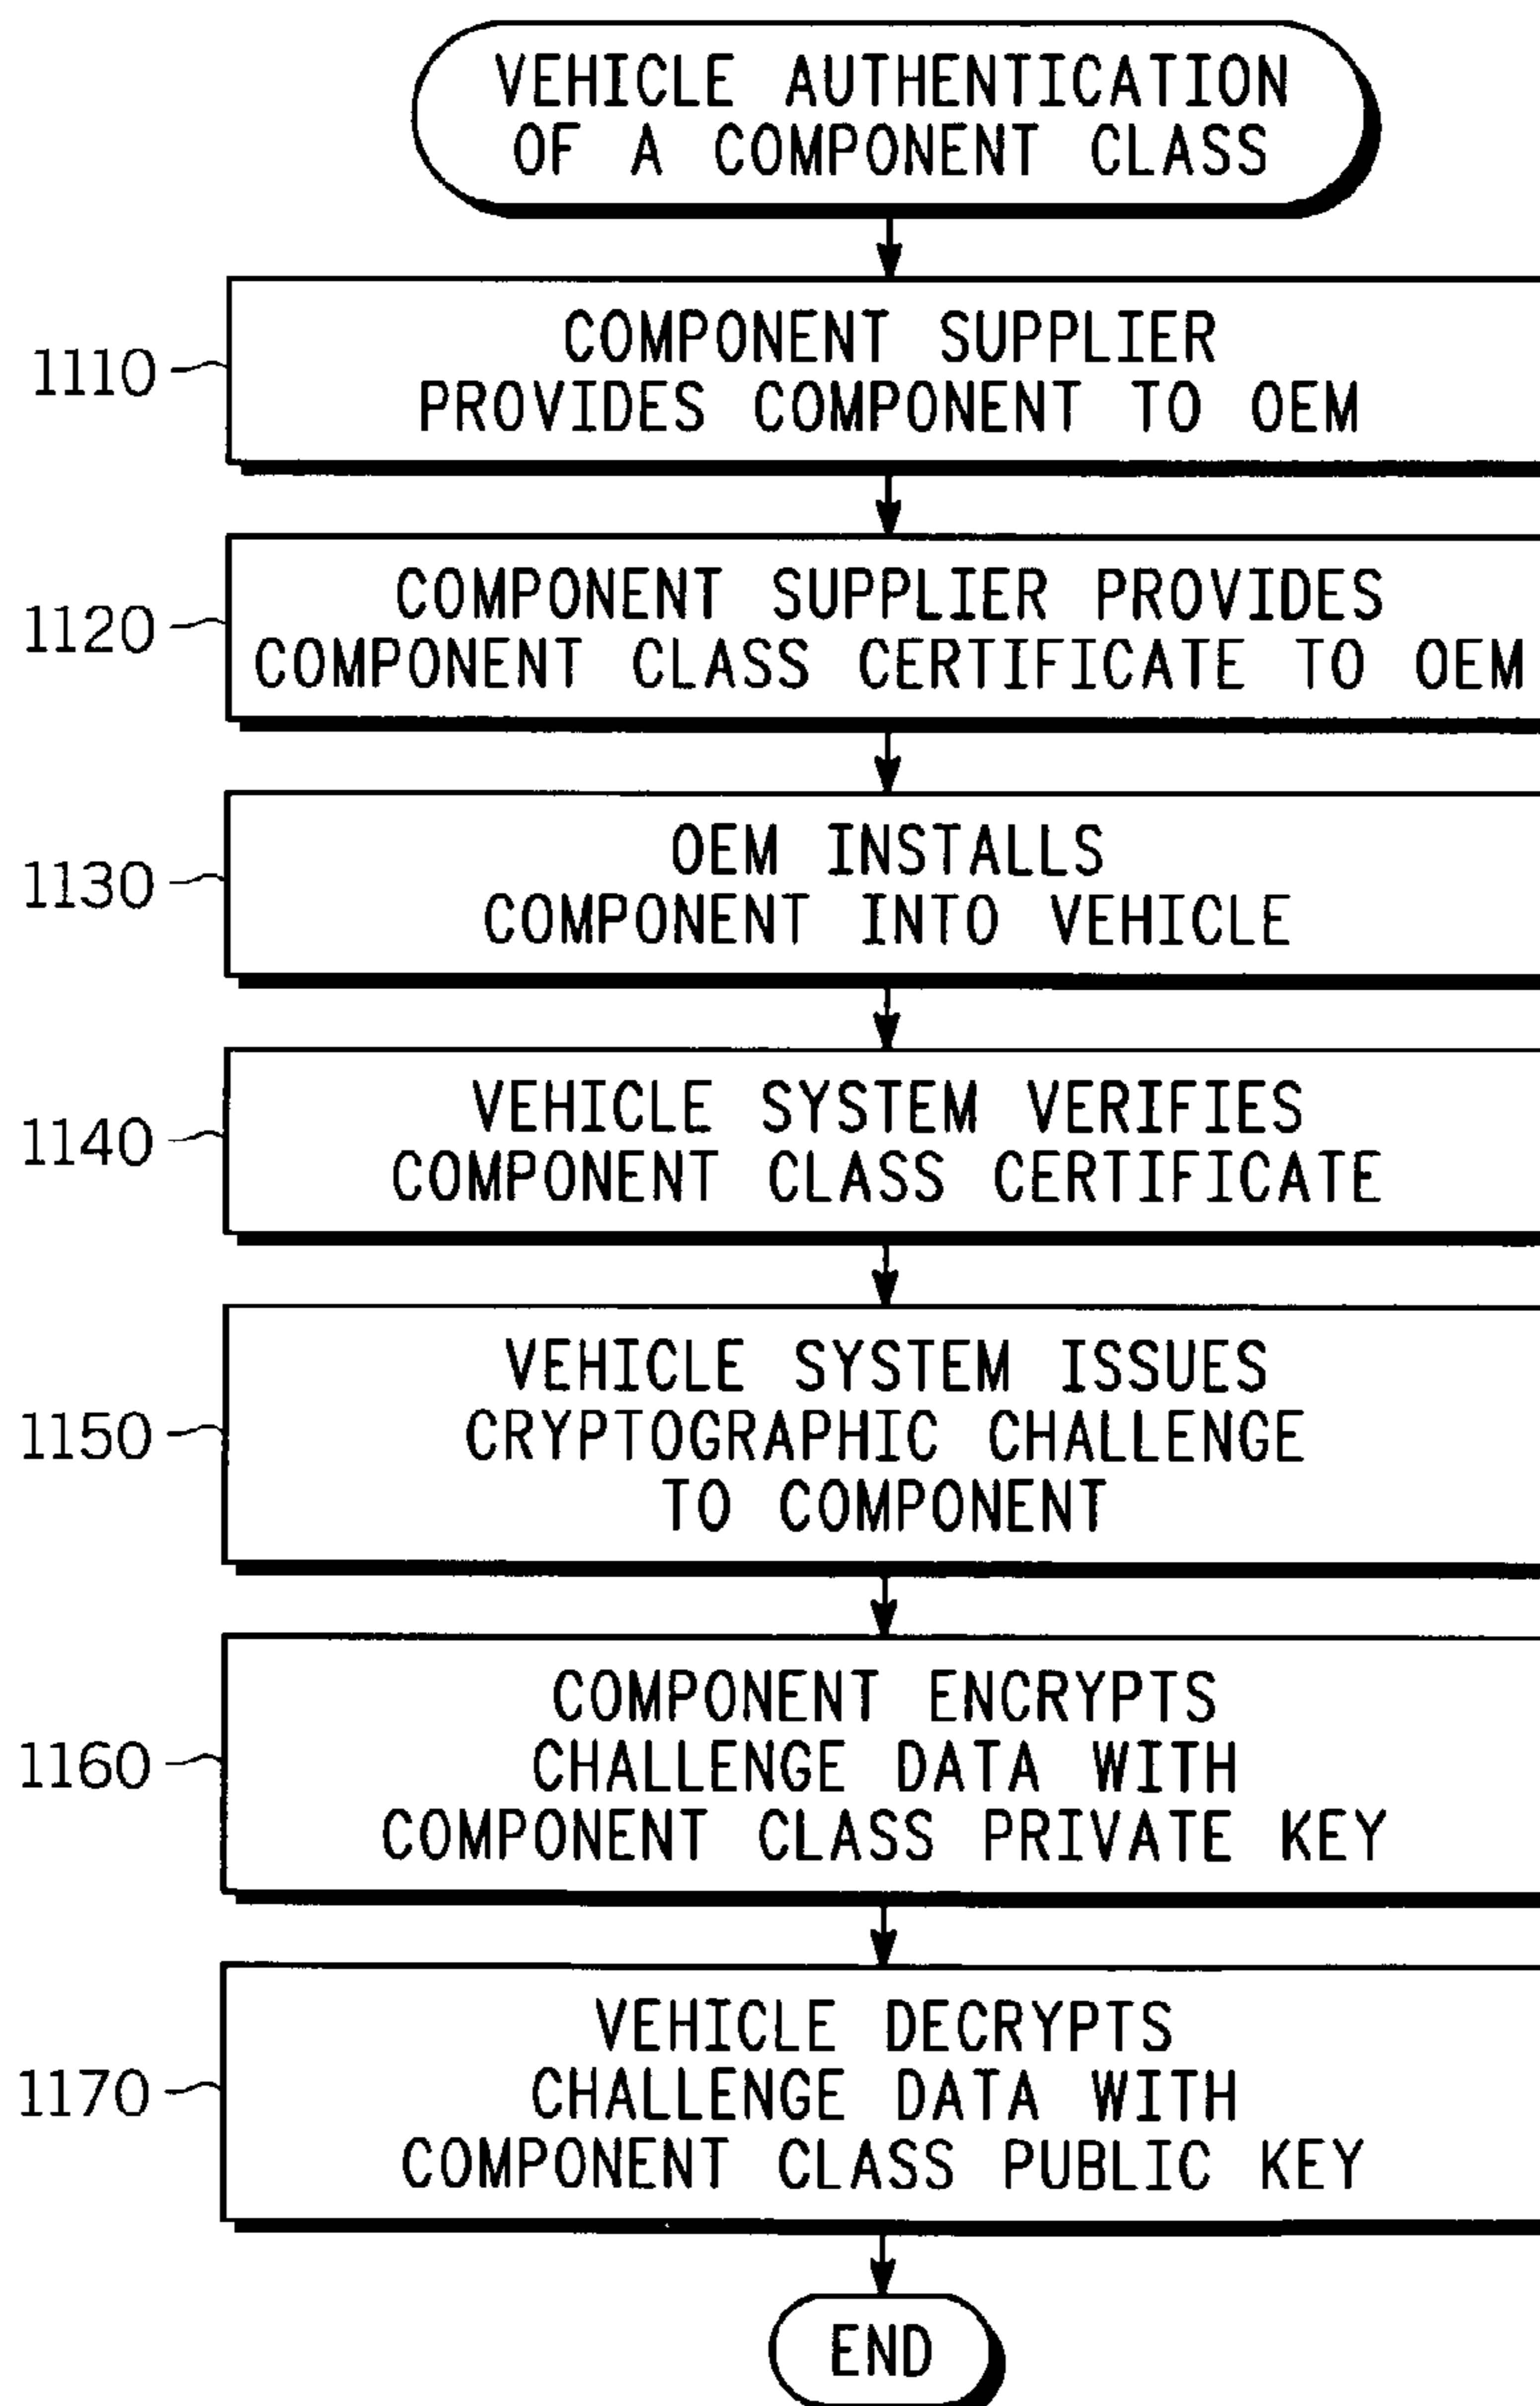 VEHICLE AUTHENTICATION
OF A COMPONENT CLASS
1110
COMPONENT SUPPLIER
PROVIDES COMPONENT TO OEM
1120
COMPONENT SUPPLIER PROVIDES
COMPONENT CLASS CERTIFICATE TO OEM
1130
OEM INSTALLS
COMPONENT INTO VEHICLE
1140
VEHICLE SYSTEM VERIFIES
COMPONENT CLASS CERTIFICATE
1150
VEHICLE SYSTEM ISSUES
CRYPTOGRAPHIC CHALLENGE
TO COMPONENT
1160
COMPONENT ENCRYPTS
CHALLENGE DATA WITH
COMPONENT CLASS PRIVATE KEY
1170
VEHICLE DECRYPTS
CHALLENGE DATA WITH
COMPONENT CLASS PUBLIC KEY
END